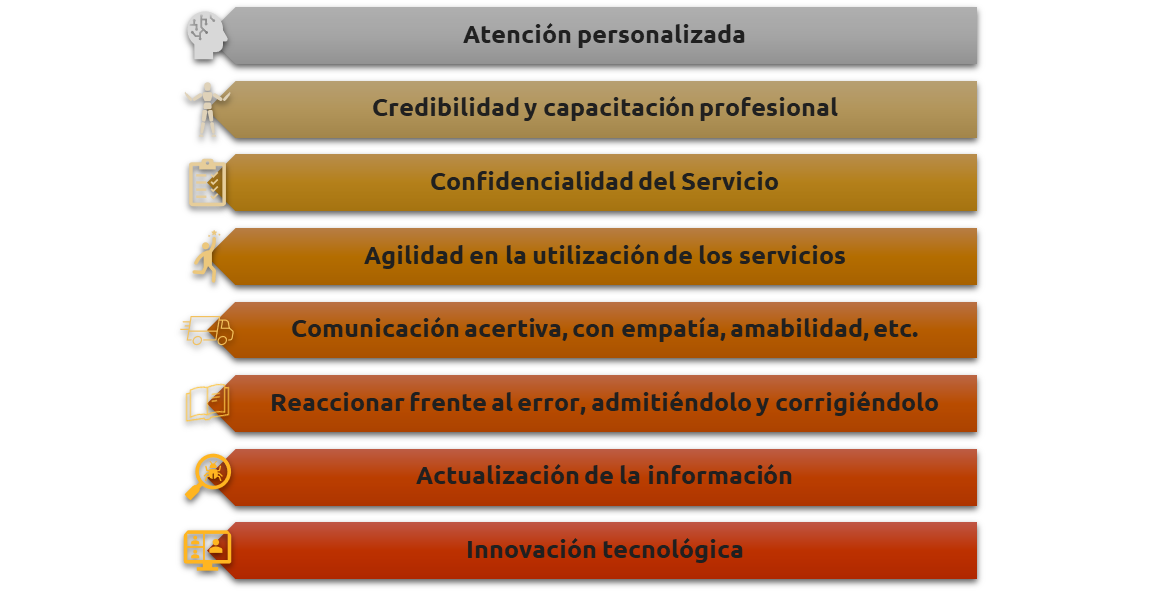 Atención personalizada
Credibilidad y capacitación profesional
Confidencialidad del Servicio
Agilidad en la utilización de los servicios
Comunicación acertiva, con empatía, amabilidad, etc.
Reaccionar frente al error, admitiéndolo y corrigiéndolo
Actualización de la información
Innovación tecnológica